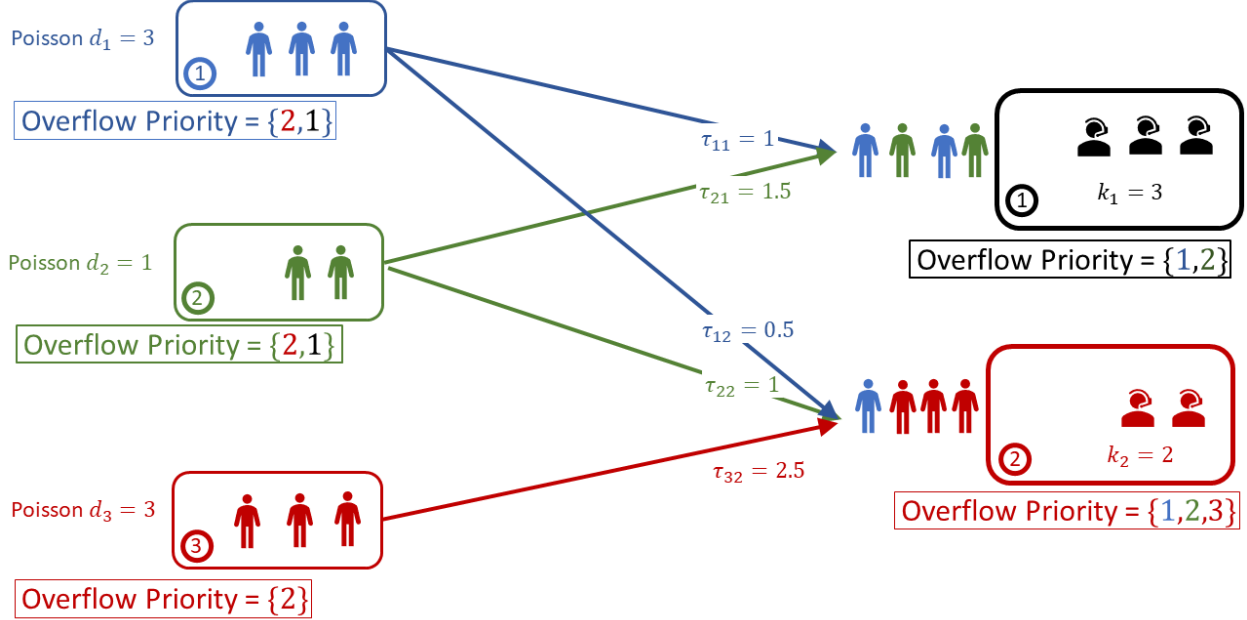 Poisson d₁ = 3
1
Overflow Priority = {2,1}
τ₁₁ = 1
τ₂₁ = 1.5
1
k₁ = 3
Overflow Priority = {1,2}
Poisson d₂ = 1
2
Overflow Priority = {2,1}
τ₁₂ = 0.5
τ₂₂ = 1
τ₃₂ = 2.5
2
k₂ = 2
Overflow Priority = {1,2,3}
Poisson d₃ = 3
3
Overflow Priority = {2}